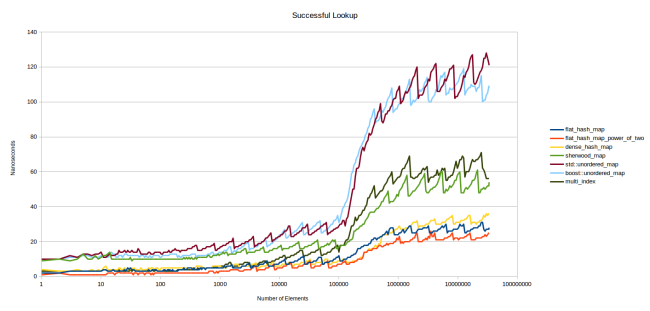 Successful Lookup
140
120
100
80
60
40
20
0
Nanoseconds
1 10 100 1000 10000 100000 1000000 10000000 100000000
Number of Elements
flat_hash_map
flat_hash_map_power_of_two
dense_hash_map
sherwood_map
std::unordered_map
boost::unordered_map
multi_index